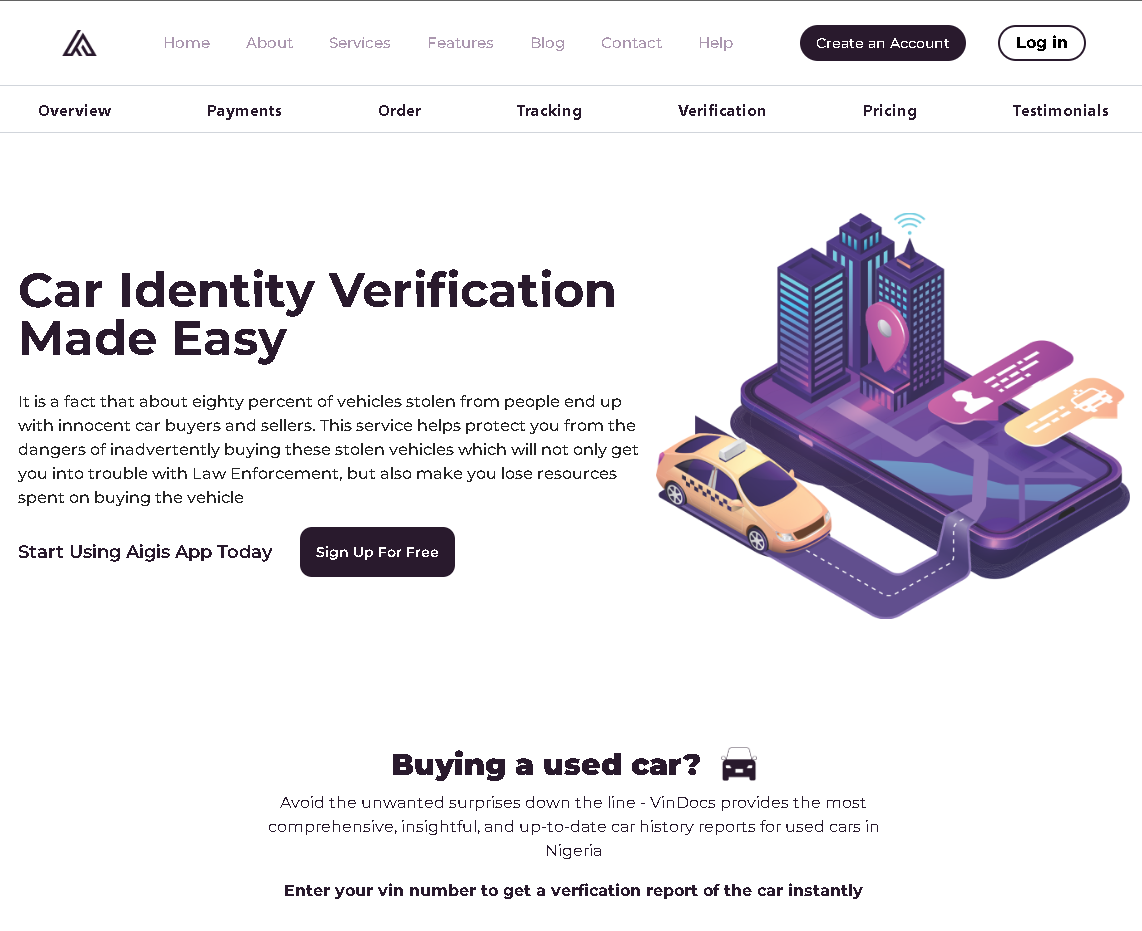 Home About Services Features Blog Contact Help Create an Account Log in
Overview Payments Order Tracking Verification Pricing Testimonials
Car Identity Verification
Made Easy
It is a fact that about eighty percent of vehicles stolen from people end up
with innocent car buyers and sellers. This service helps protect you from the
dangers of inadvertently buying these stolen vehicles which will not only get
you into trouble with Law Enforcement, but also make you lose resources
spent on buying the vehicle
Start Using Aigis App Today Sign Up For Free
Buying a used car?
Avoid the unwanted surprises down the line - VinDocs provides the most
comprehensive, insightful, and up-to-date car history reports for used cars in
Nigeria
Enter your vin number to get a verfication report of the car instantly